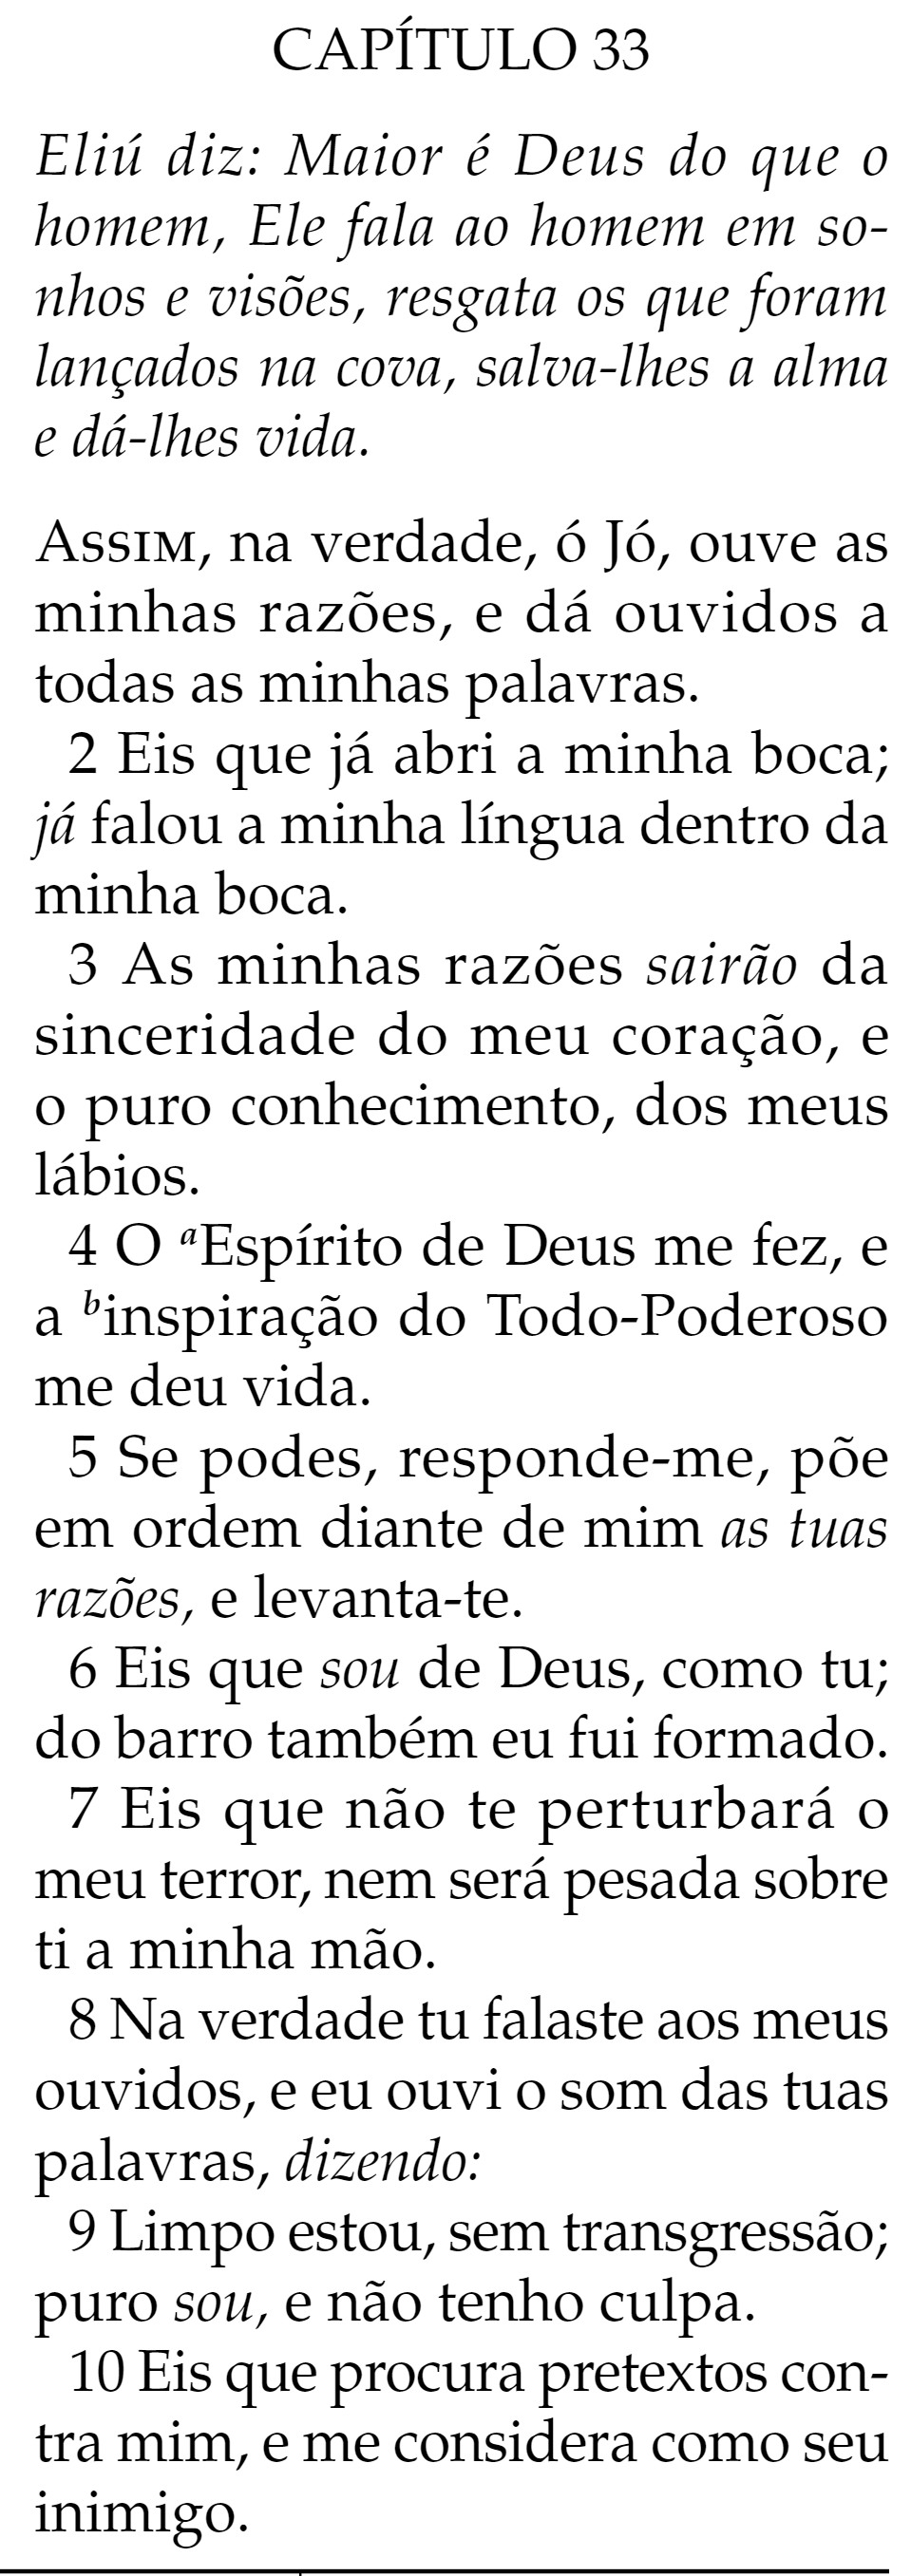 CAPÍTULO 33
Eliú diz: Maior é Deus do que o
homem, Ele fala ao homem em so-
nhos e visões, resgata os que foram
lançados na cova, salva-lhes a alma
e dá-lhes vida.
Assim, na verdade, ó Jó, ouve as
minhas razões, e dá ouvidos a
todas as minhas palavras.
2 Eis que já abri a minha boca;
já falou a minha língua dentro da
minha boca.
3 As minhas razões sairão da
sinceridade do meu coração, e
o puro conhecimento, dos meus
lábios.
4 O aEspírito de Deus me fez, e
a binspiração do Todo-Poderoso
me deu vida.
5 Se podes, responde-me, põe
em ordem diante de mim as tuas
razões, e levanta-te.
6 Eis que sou de Deus, como tu;
do barro também eu fui formado.
7 Eis que não te perturbará o
meu terror, nem será pesada sobre
ti a minha mão.
8 Na verdade tu falaste aos meus
ouvidos, e eu ouvi o som das tuas
palavras, dizendo:
9 Limpo estou, sem transgressão;
puro sou, e não tenho culpa.
10 Eis que procura pretextos con-
tra mim, e me considera como seu
inimigo.